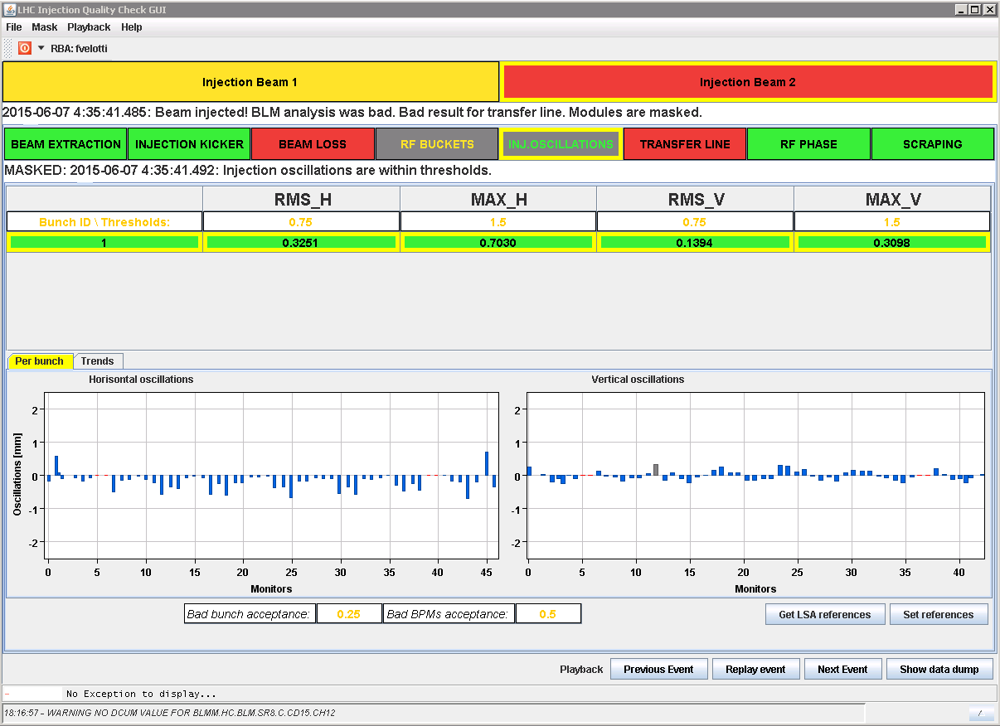 LHC Injection Quality Check GUI
File Mask Playback Help
RBA: fvelotti
Injection Beam 1 Injection Beam 2
2015-06-07 4:35:41.485: Beam injected! BLM analysis was bad. Bad result for transfer line. Modules are masked.
BEAM EXTRACTION INJECTION KICKER BEAM LOSS RF BUCKETS INJ.OSCILLATIONS TRANSFER LINE RF PHASE SCRAPING
MASKED: 2015-06-07 4:35:41.492: Injection oscillations are within thresholds.
RMS_H MAX_H RMS_V MAX_V
Bunch ID \ Thresholds: 0.75 1.5 0.75 1.5
1 0.3251 0.7030 0.1394 0.3098
Per bunch Trends
Horisontal oscillations Vertical oscillations
2 2
1 1
0 0
-1 -1
-2 -2
Oscillations [mm]
0 5 10 15 20 25 30 35 40 45 0 5 10 15 20 25 30 35 40
Monitors Monitors
Bad bunch acceptance: 0.25 Bad BPMs acceptance: 0.5 Get LSA references Set references
Playback Previous Event Replay event Next Event Show data dump
- No Exception to display...
18:16:57 - WARNING NO DCUM VALUE FOR BLMM.HC.BLM.SR8.C.CD15.CH12 /